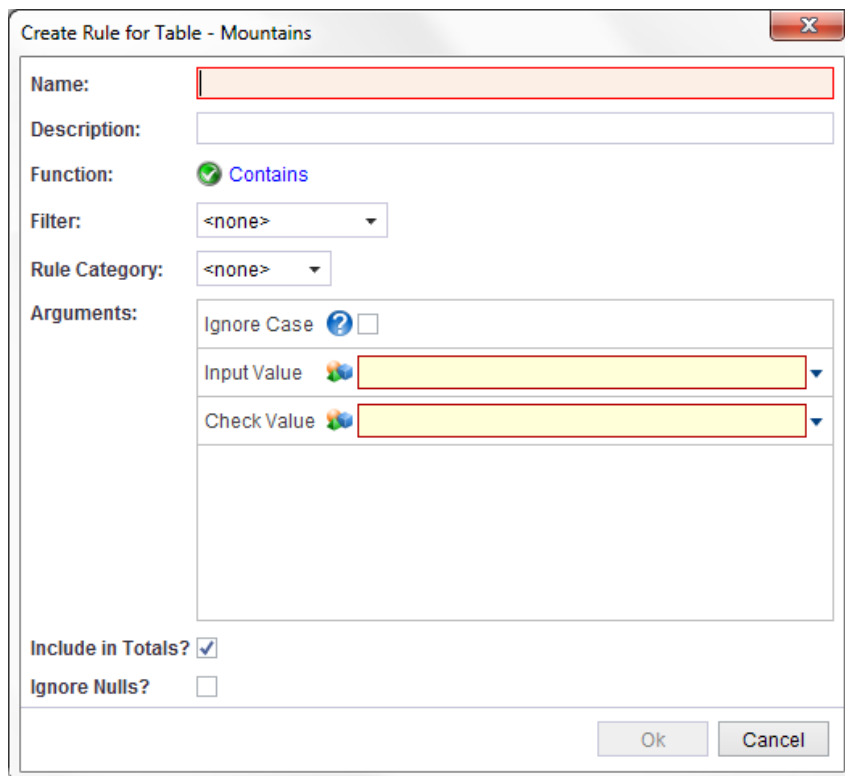 Create Rule for Table - Mountains
Name:
Description:
Function: Contains
Filter: <none>
Rule Category: <none>
Arguments:
Ignore Case ?
Input Value
Check Value
Include in Totals?
Ignore Nulls?
Ok Cancel